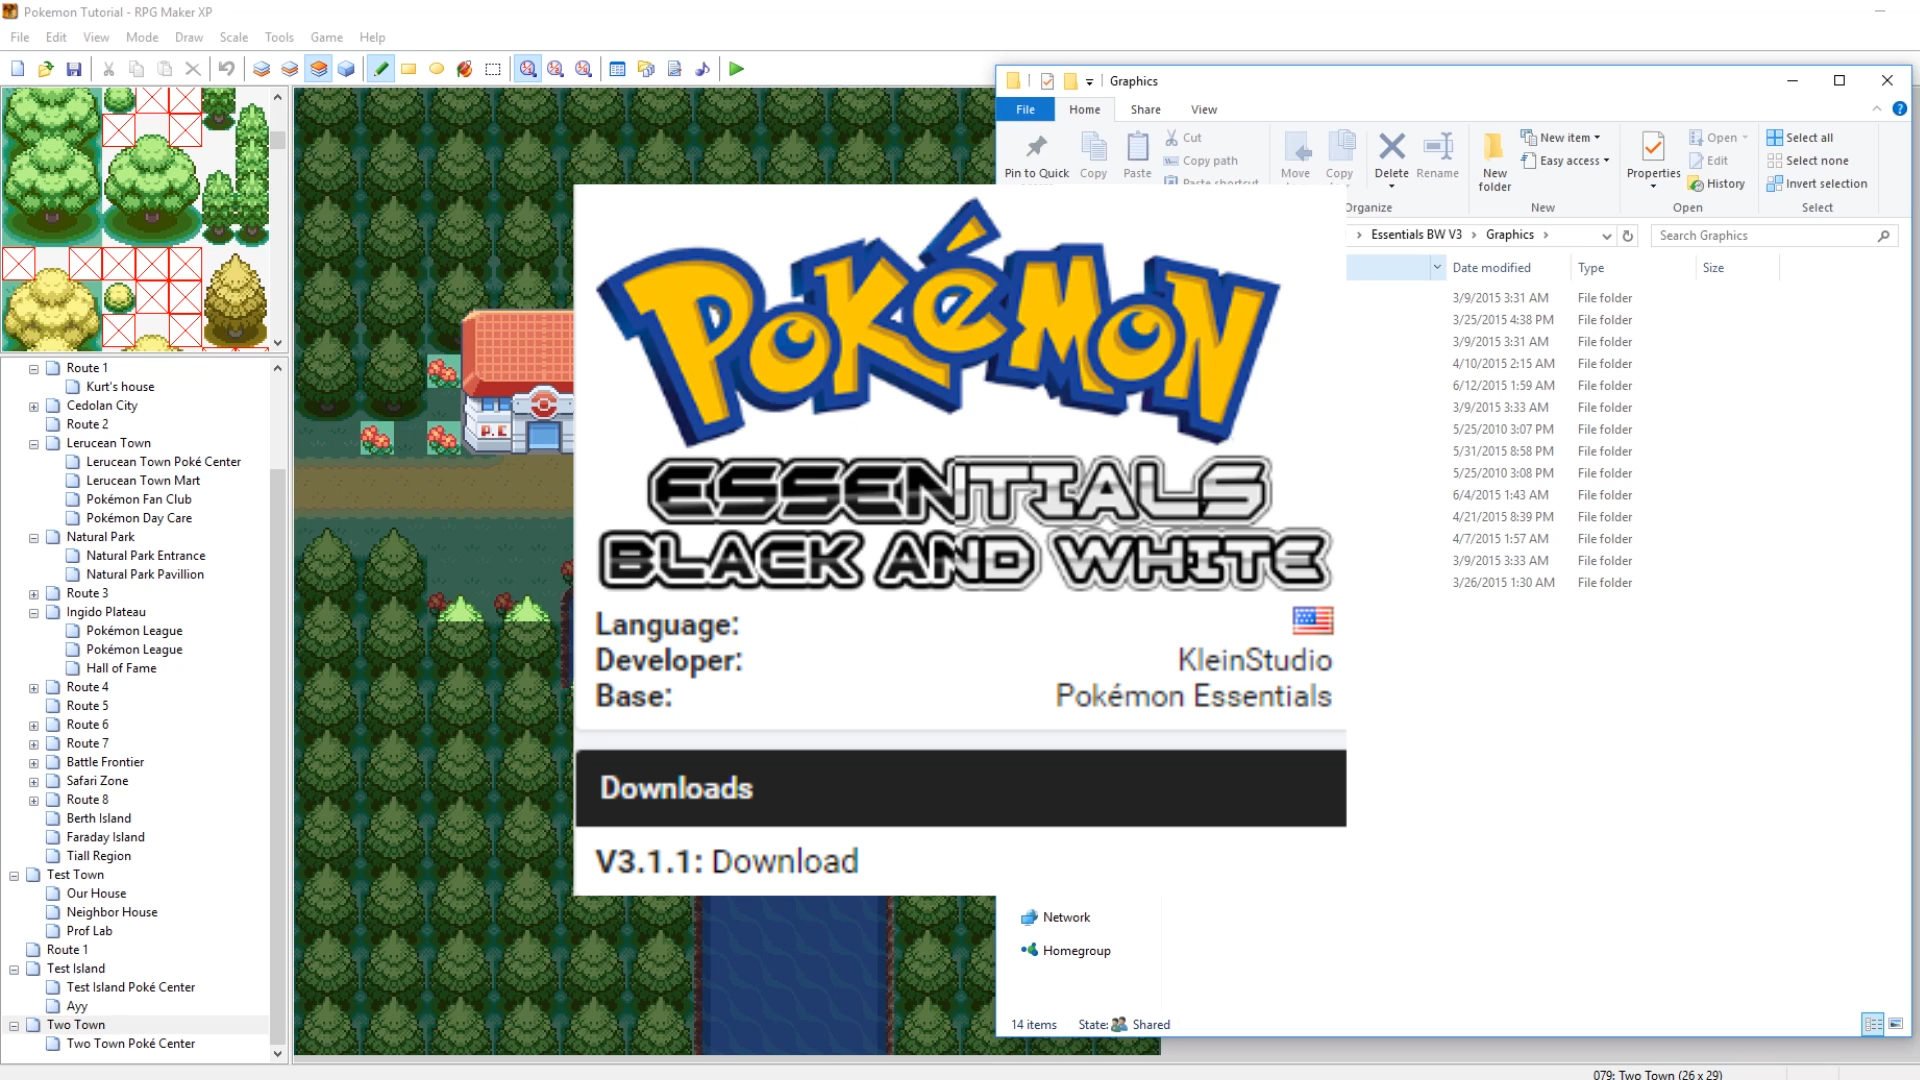 Pokemon Tutorial - RPG Maker XP
File Edit View Mode Draw Scale Tools Game Help
Graphics
File Home Share View
Pin to Quick
Copy
Paste
Cut
Copy path
Paste shortcut
Move
Copy
Delete
Rename
New folder
New item
Easy access
Properties
Open
Edit
History
Select all
Select none
Invert selection
Organize
New
Open
Select
Essentials BW V3 > Graphics >
Search Graphics
Date modified Type Size
3/9/2015 3:31 AM File folder
3/25/2015 4:38 PM File folder
3/9/2015 3:31 AM File folder
4/10/2015 2:15 AM File folder
6/12/2015 1:59 AM File folder
3/9/2015 3:33 AM File folder
5/25/2010 3:07 PM File folder
5/31/2015 8:58 PM File folder
5/25/2010 3:08 PM File folder
6/4/2015 1:43 AM File folder
4/21/2015 8:39 PM File folder
4/7/2015 1:57 AM File folder
3/9/2015 3:33 AM File folder
3/26/2015 1:30 AM File folder
Network
Homegroup
14 items State: Shared
POKéMON
ESSENTIALS
BLACK AND WHITE
Language:
Developer: KleinStudio
Base: Pokémon Essentials
Downloads
V3.1.1: Download
P.C
Route 1
Kurt's house
Cedolan City
Route 2
Lerucean Town
Lerucean Town Poké Center
Lerucean Town Mart
Pokémon Fan Club
Pokémon Day Care
Natural Park
Natural Park Entrance
Natural Park Pavillion
Route 3
Ingido Plateau
Pokémon League
Pokémon League
Hall of Fame
Route 4
Route 5
Route 6
Route 7
Battle Frontier
Safari Zone
Route 8
Berth Island
Faraday Island
Tiall Region
Test Town
Our House
Neighbor House
Prof Lab
Route 1
Test Island
Test Island Poké Center
Ayy
Two Town
Two Town Poké Center
079: Two Town (26 x 29)